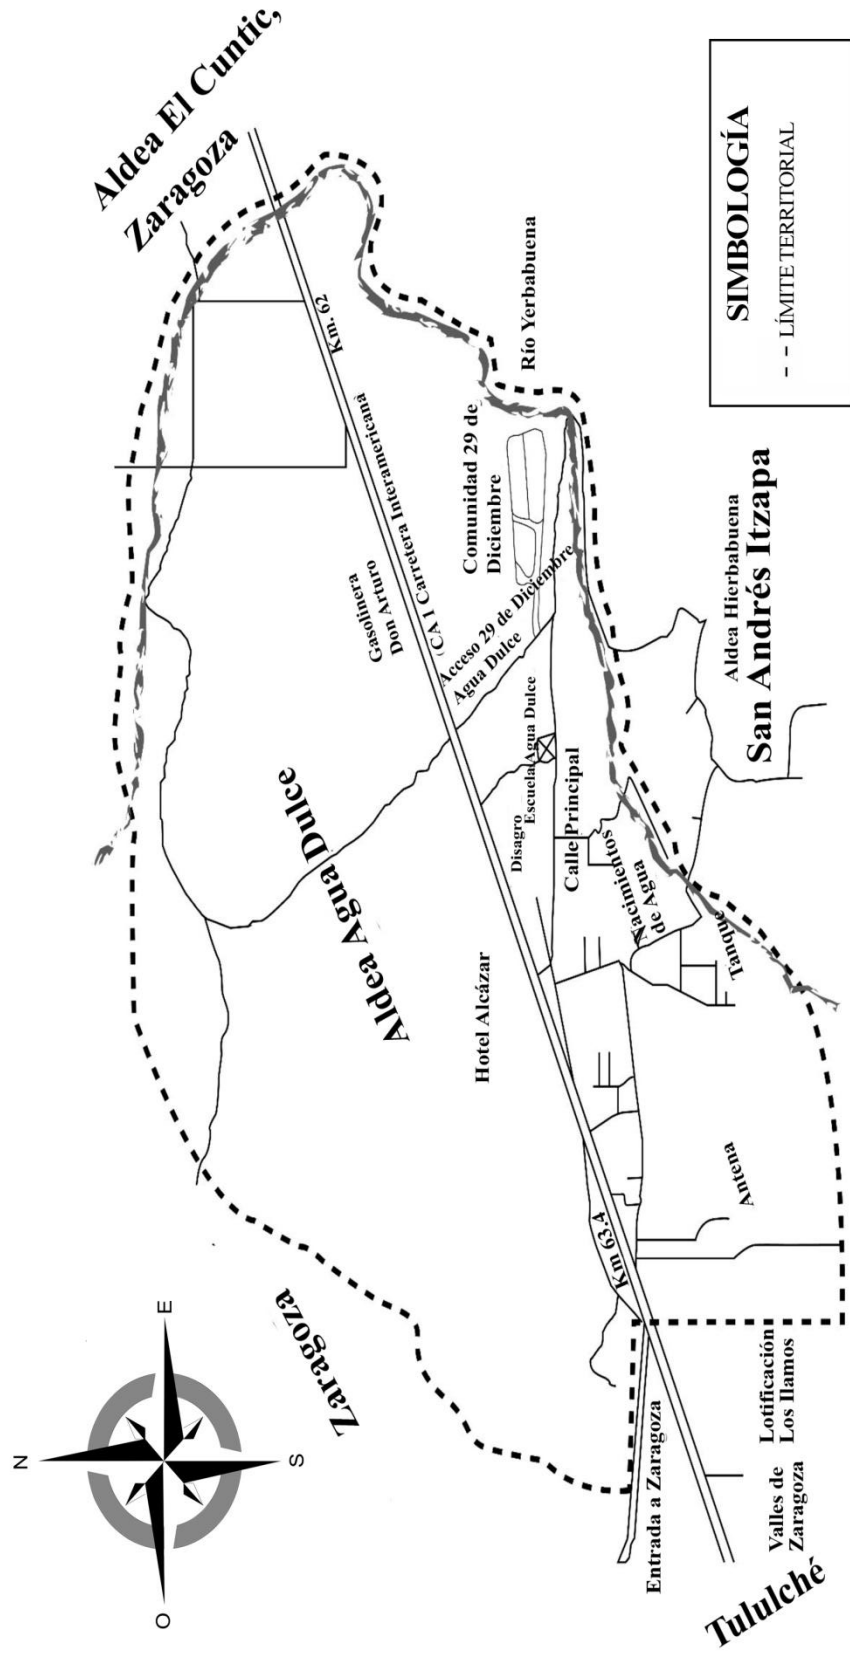 N
E
S
O
Aldea El Cuntic,
Zaragoza
Km. 62
(CA 1 Carretera Interamericana
Gasolinera
Don Arturo
Río Yerbabuena
Comunidad 29 de
Diciembre
Acceso 29 de Diciembre
Agua Dulce
Aldea Agua Dulce
Disagro
Escuela Agua Dulce
Calle Principal
Nacimientos
de Agua
Tanque
Hotel Alcázar
Aldea Hierbabuena
San Andrés Itzapa
Antena
Km 63.4
Zaragoza
Entrada a Zaragoza
Lotificación
Los Ilamos
Valles de
Zaragoza
Tululché
SIMBOLOGÍA
- - LÍMITE TERRITORIAL